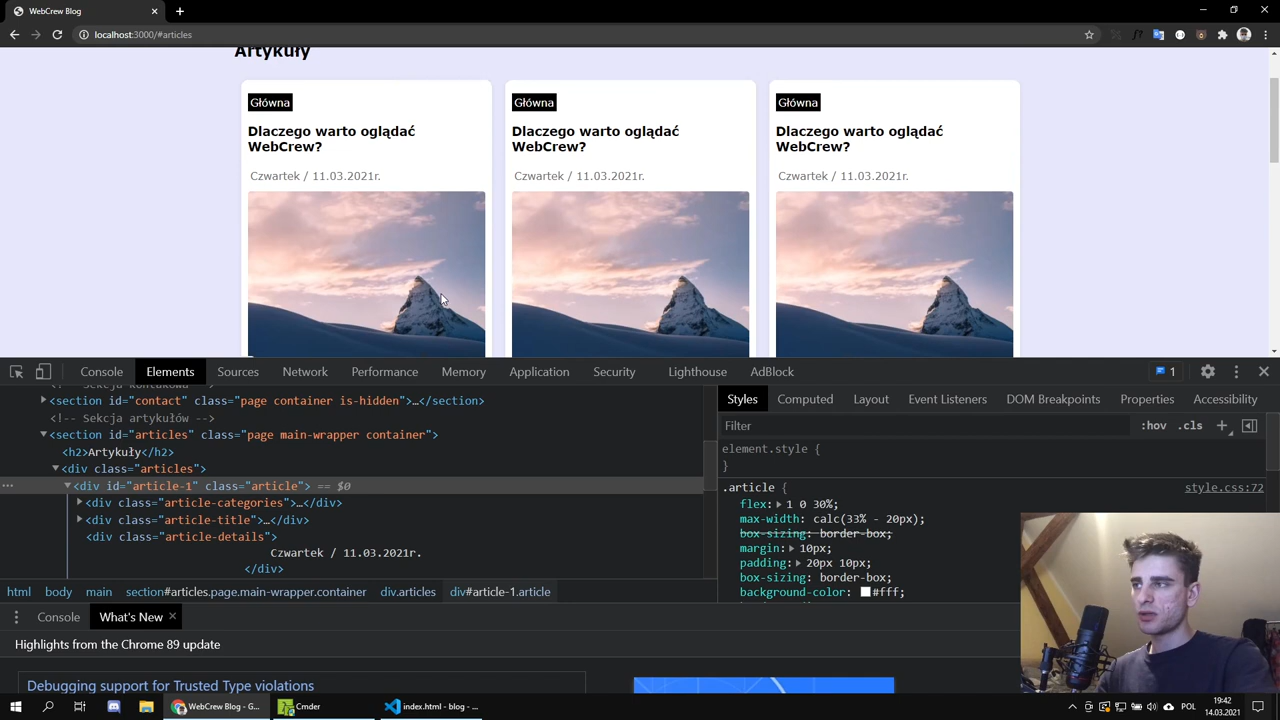 WebCrew Blog
localhost:3000/#articles
Artykuły
Główna
Dlaczego warto oglądać
WebCrew?
Czwartek / 11.03.2021r.
Główna
Dlaczego warto oglądać
WebCrew?
Czwartek / 11.03.2021r.
Główna
Dlaczego warto oglądać
WebCrew?
Czwartek / 11.03.2021r.
Console Elements Sources Network Performance Memory Application Security Lighthouse AdBlock 1
<!-- Sekcja kontaktowa -->
<section id="contact" class="page container is-hidden">…</section>
<!-- Sekcja artykułów -->
<section id="articles" class="page main-wrapper container">
<h2>Artykuły</h2>
<div class="articles">
<div id="article-1" class="article"> == $0
<div class="article-categories">…</div>
<div class="article-title">…</div>
<div class="article-details">
Czwartek / 11.03.2021r.
</div>
html body main section#articles.page.main-wrapper.container div.articles div#article-1.article
Styles Computed Layout Event Listeners DOM Breakpoints Properties Accessibility
Filter :hov .cls
element.style {
}
.article { style.css:72
flex: 1 0 30%;
max-width: calc(33% - 20px);
box-sizing: border-box;
margin: 10px;
padding: 20px 10px;
box-sizing: border-box;
background-color: #fff;
Console What's New
Highlights from the Chrome 89 update
Debugging support for Trusted Type violations
WebCrew Blog - G...
Cmder
index.html - blog - ...
POL
19:42
14.03.2021